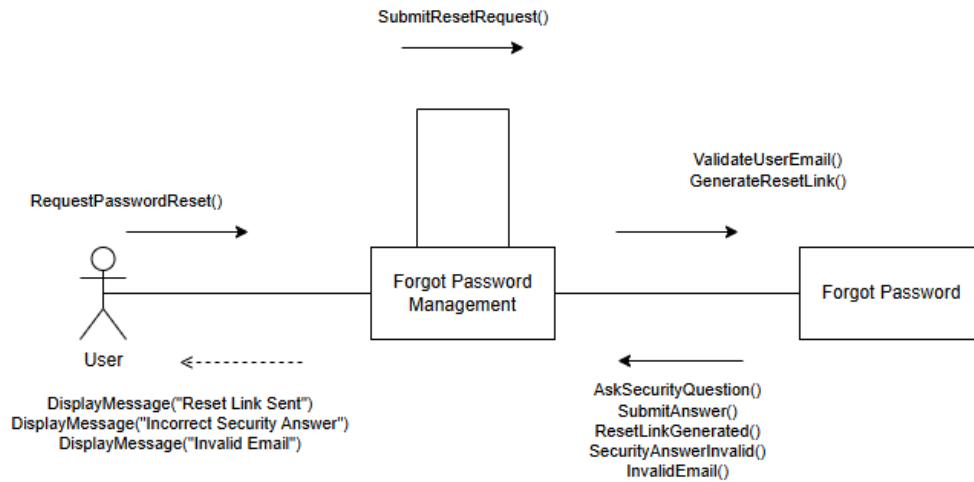 SubmitResetRequest()
ValidateUserEmail()
GenerateResetLink()
RequestPasswordReset()
Forgot Password
Management
Forgot Password
User
DisplayMessage("Reset Link Sent")
DisplayMessage("Incorrect Security Answer")
DisplayMessage("Invalid Email")
AskSecurityQuestion()
SubmitAnswer()
ResetLinkGenerated()
SecurityAnswerInvalid()
InvalidEmail()